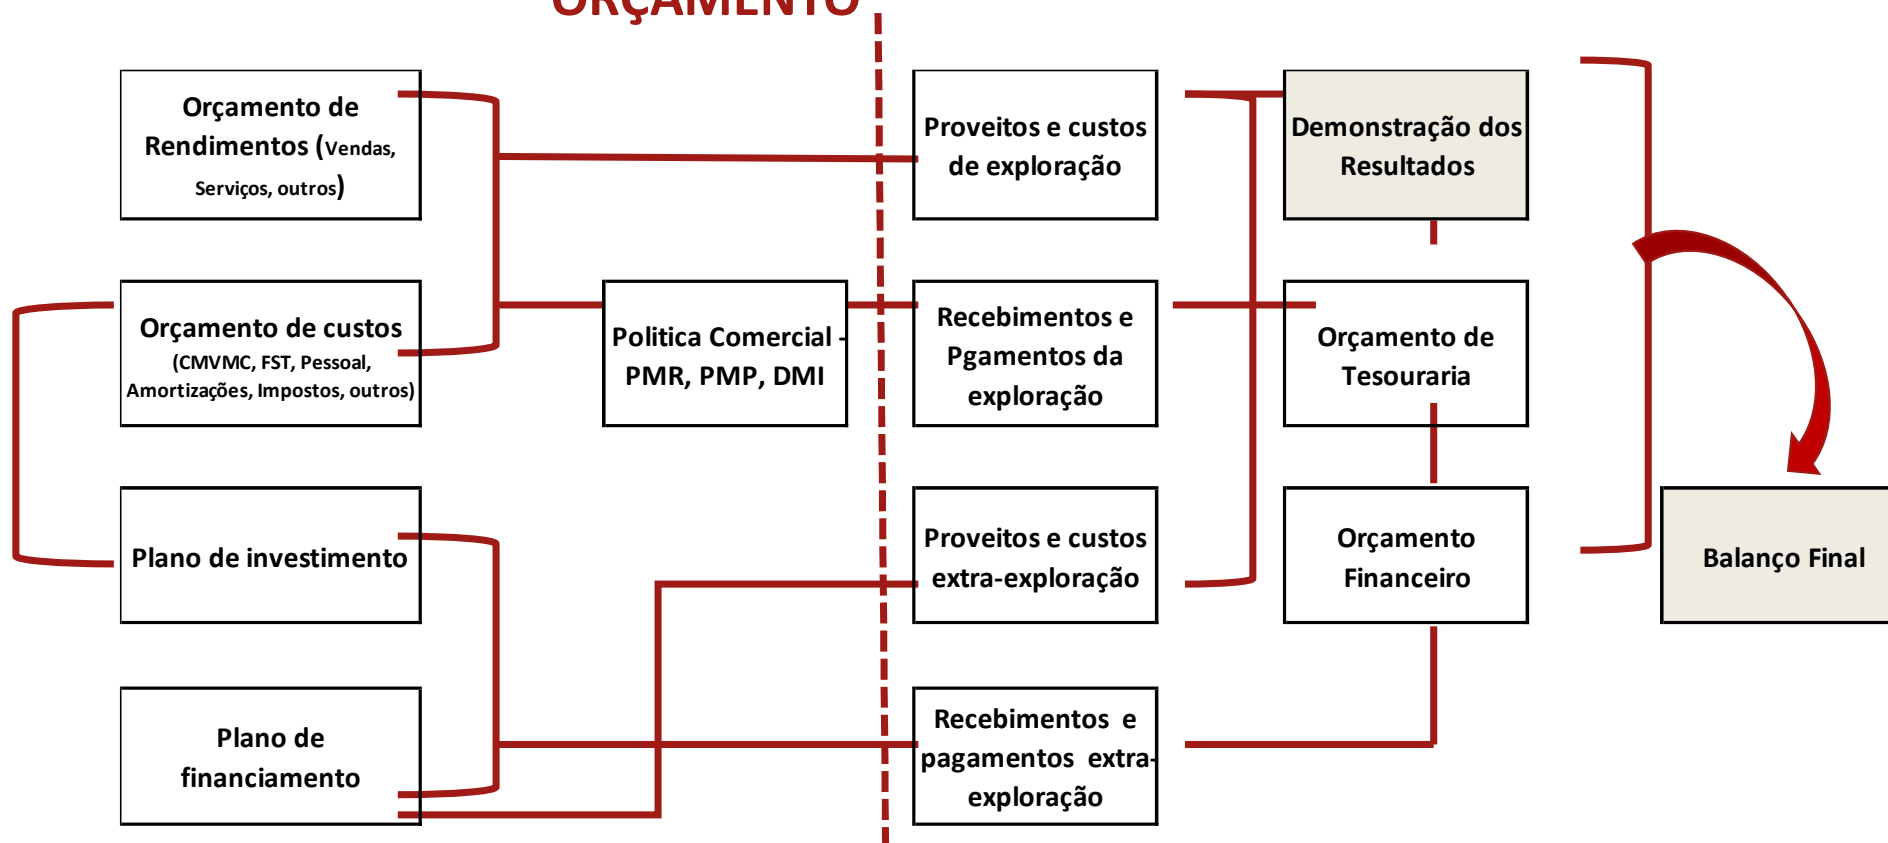 ORÇAMENTO
Orçamento de
Rendimentos (Vendas,
Serviços, outros)
Proveitos e custos
de exploração
Demonstração dos
Resultados
Orçamento de custos
(CMVMC, FST, Pessoal,
Amortizações, Impostos, outros)
Politica Comercial -
PMR, PMP, DMI
Recebimentos e
Pgamentos da
exploração
Orçamento de
Tesouraria
Plano de investimento
Proveitos e custos
extra-exploração
Orçamento
Financeiro
Balanço Final
Plano de
financiamento
Recebimentos e
pagamentos extra-
exploração